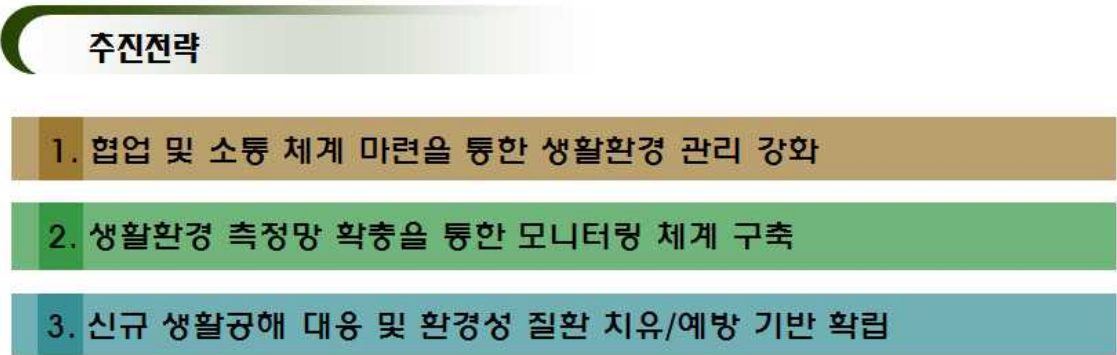 추진전략
1. 협업 및 소통 체계 마련을 통한 생활환경 관리 강화
2. 생활환경 측정망 확충을 통한 모니터링 체계 구축
3. 신규 생활공해 대응 및 환경성 질환 치유/예방 기반 확립